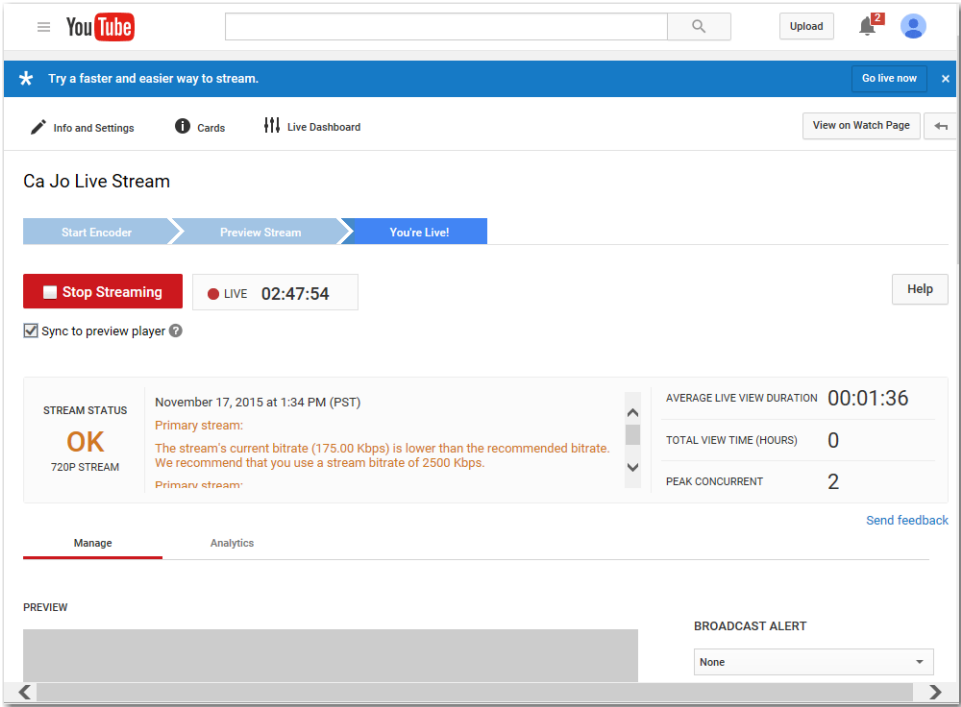 YouTube
Upload
2
Try a faster and easier way to stream.
Go live now
Info and Settings
Cards
Live Dashboard
View on Watch Page
Ca Jo Live Stream
Start Encoder
Preview Stream
You're Live!
Stop Streaming
LIVE 02:47:54
Help
Sync to preview player
STREAM STATUS
OK
720P STREAM
November 17, 2015 at 1:34 PM (PST)
Primary stream:
The stream's current bitrate (175.00 Kbps) is lower than the recommended bitrate.
We recommend that you use a stream bitrate of 2500 Kbps.
Primary stream:
AVERAGE LIVE VIEW DURATION 00:01:36
TOTAL VIEW TIME (HOURS) 0
PEAK CONCURRENT 2
Send feedback
Manage
Analytics
PREVIEW
BROADCAST ALERT
None